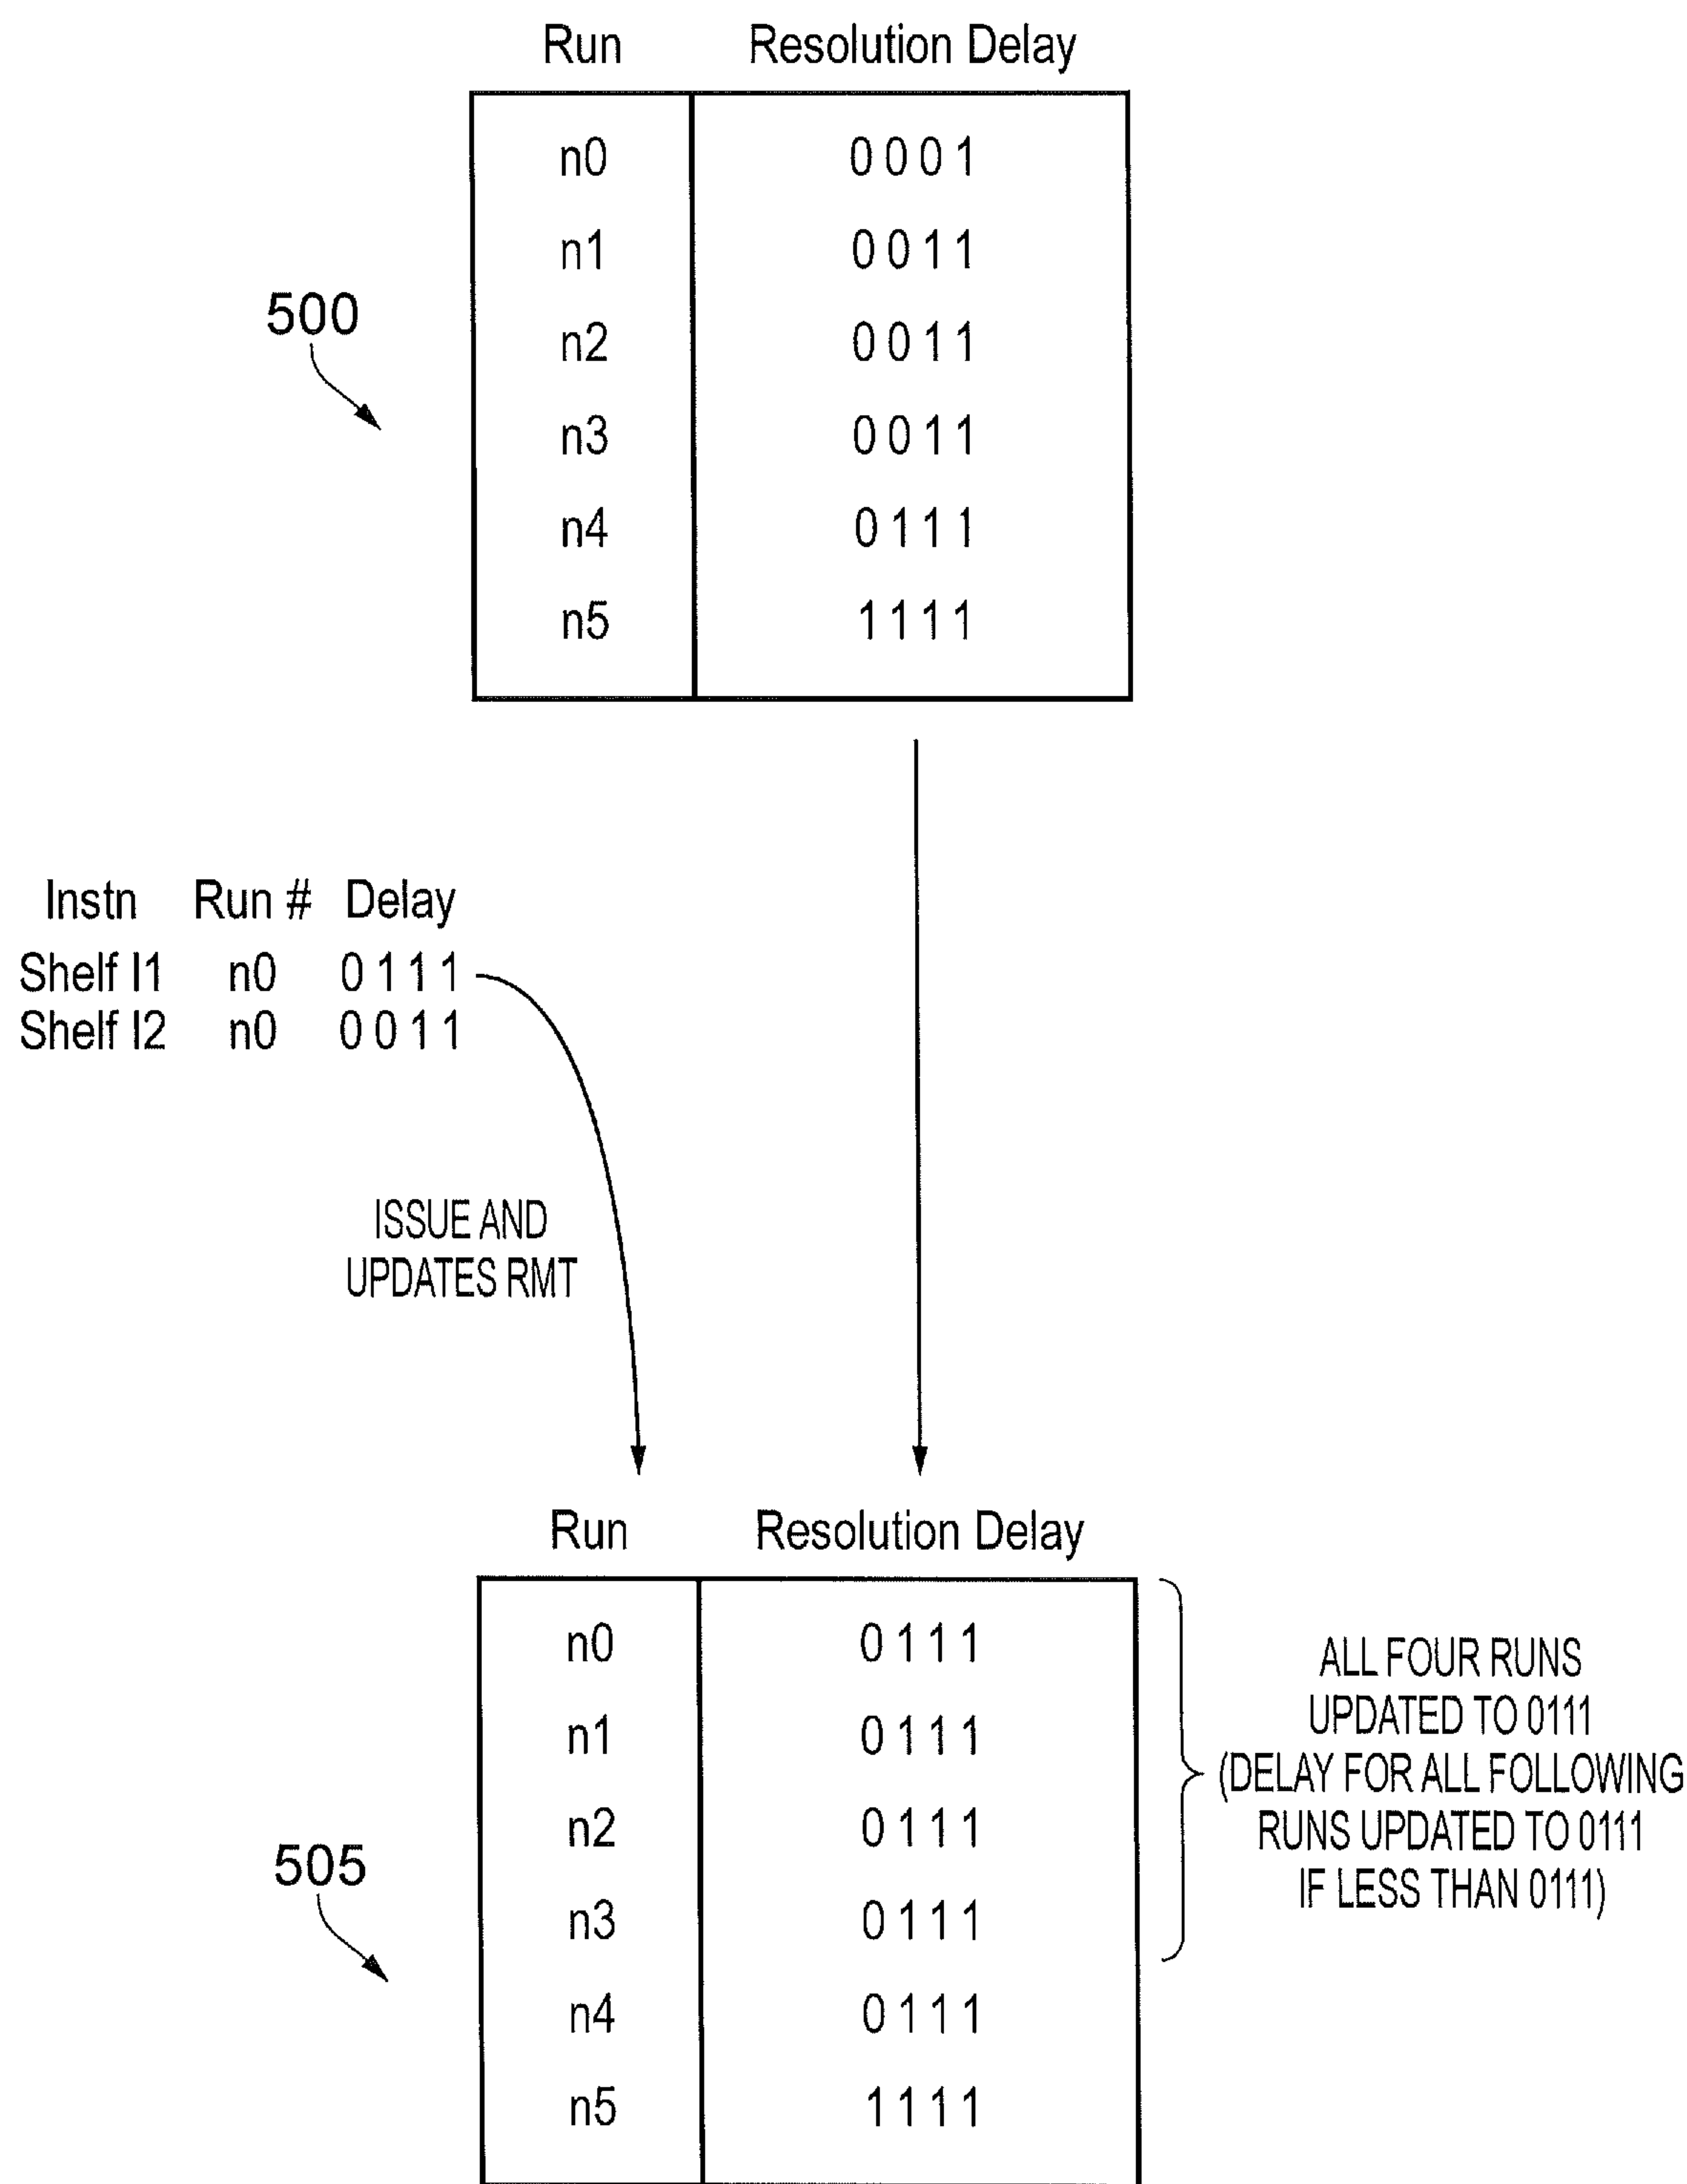 Run Resolution Delay
n0 0 0 0 1
n1 0 0 1 1
n2 0 0 1 1
500
n3 0 0 1 1
n4 0 1 1 1
n5 1 1 1 1
Instn Run # Delay
Shelf I1 n0 0 1 1 1
Shelf I2 n0 0 0 1 1
ISSUE AND
UPDATES RMT
Run Resolution Delay
n0 0 1 1 1
n1 0 1 1 1
n2 0 1 1 1
505
n3 0 1 1 1
n4 0 1 1 1
n5 1 1 1 1
ALL FOUR RUNS
UPDATED TO 0111
(DELAY FOR ALL FOLLOWING
RUNS UPDATED TO 0111
IF LESS THAN 0111)